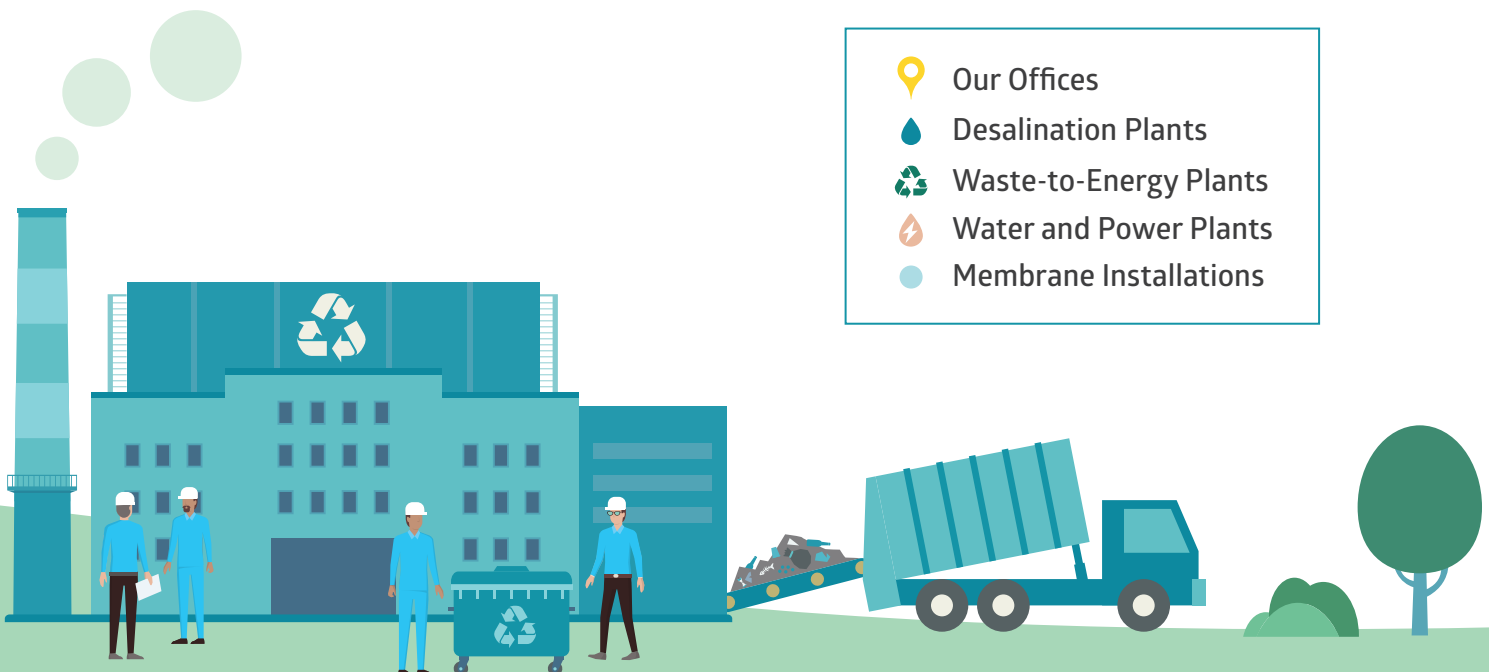 Our Offices
Desalination Plants
Waste-to-Energy Plants
Water and Power Plants
Membrane Installations